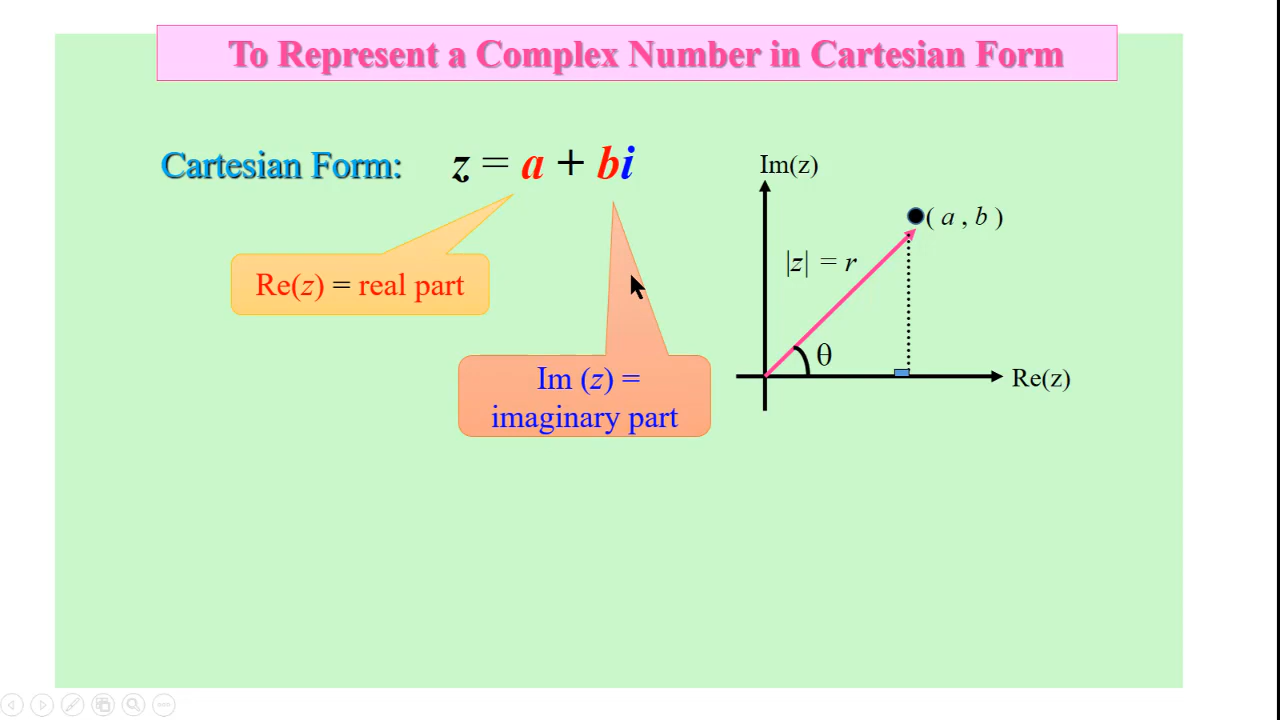 To Represent a Complex Number in Cartesian Form
Cartesian Form: z = a + bi
Re(z) = real part
Im (z) =
imaginary part
Im(z)
( a , b )
|z| = r
θ
Re(z)